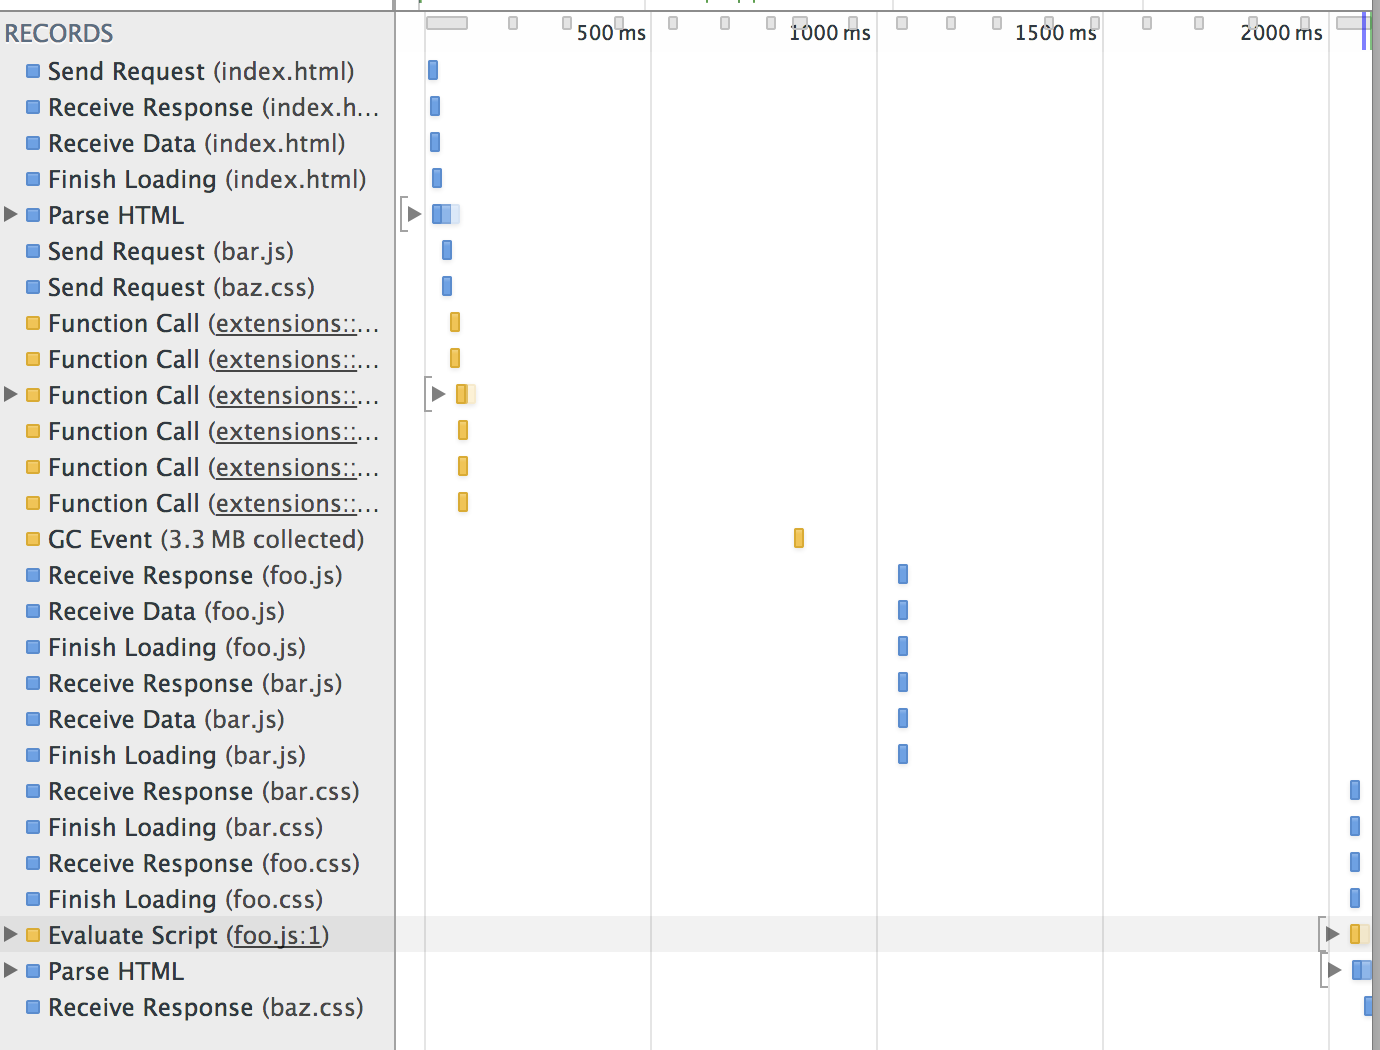 RECORDS
500 ms 1000 ms 1500 ms 2000 ms
Send Request (index.html)
Receive Response (index.h...
Receive Data (index.html)
Finish Loading (index.html)
Parse HTML
Send Request (bar.js)
Send Request (baz.css)
Function Call (extensions::...
Function Call (extensions::...
Function Call (extensions::...
Function Call (extensions::...
Function Call (extensions::...
Function Call (extensions::...
GC Event (3.3 MB collected)
Receive Response (foo.js)
Receive Data (foo.js)
Finish Loading (foo.js)
Receive Response (bar.js)
Receive Data (bar.js)
Finish Loading (bar.js)
Receive Response (bar.css)
Finish Loading (bar.css)
Receive Response (foo.css)
Finish Loading (foo.css)
Evaluate Script (foo.js:1)
Parse HTML
Receive Response (baz.css)